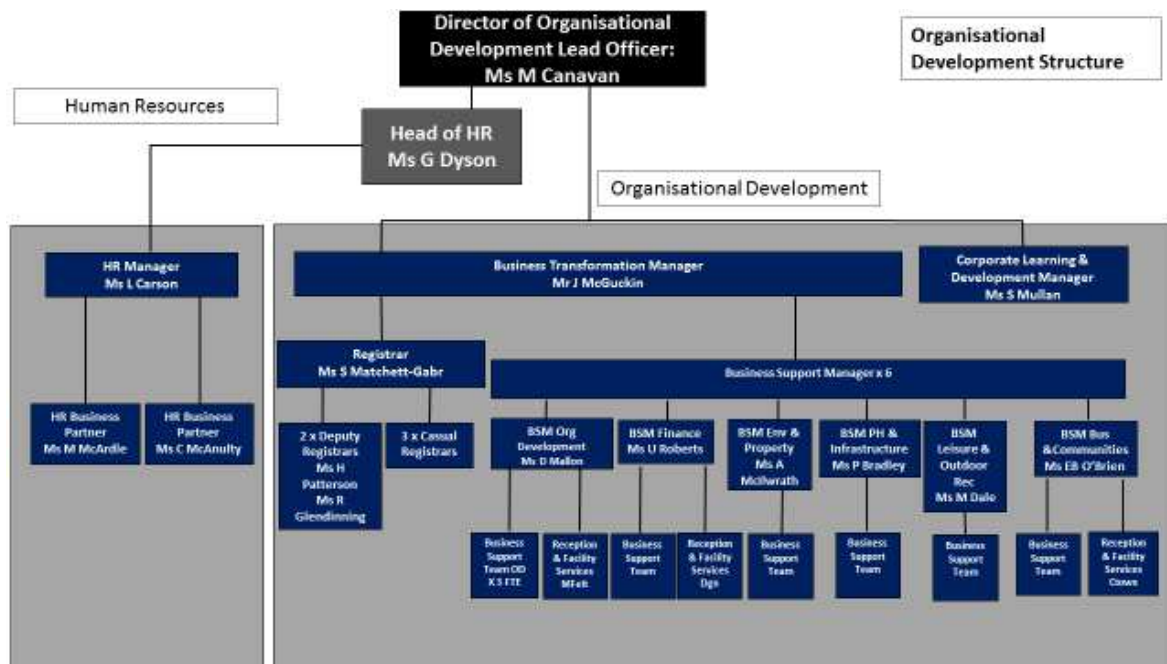 Director of Organisational
Development Lead Officer:
Ms M Canavan
Organisational
Development Structure
Human Resources
Head of HR
Ms G Dyson
Organisational Development
HR Manager
Ms L Carson
Business Transformation Manager
Mr J McGuckin
Corporate Learning &
Development Manager
Ms S Mullan
Registrar
Ms S Matchett-Gabr
Business Support Manager x 6
HR Business
Partner
Ms M McArdle
HR Business
Partner
Ms C McAnulty
2 x Deputy
Registrars
Ms H
Patterson
Ms R
Glendinning
3 x Casual
Registrars
BSM Org
Development
Ms D Mallon
BSM Finance
Ms U Roberts
BSM Env &
Property
Ms A
McIlwrath
BSM PH &
Infrastructure
Ms P Bradley
BSM
Leisure &
Outdoor
Rec
Ms M Dale
BSM Bus
&Communities
Ms EB O'Brien
Business
Support
Team OD
FTE
Reception
& Facility
Services
Business
Support
Team
Reception
& Facility
Services
Dgn
Business
Support
Team
Business
Support
Team
Business
Support
Team
Business
Support
Team
Reception
& Facility
Services